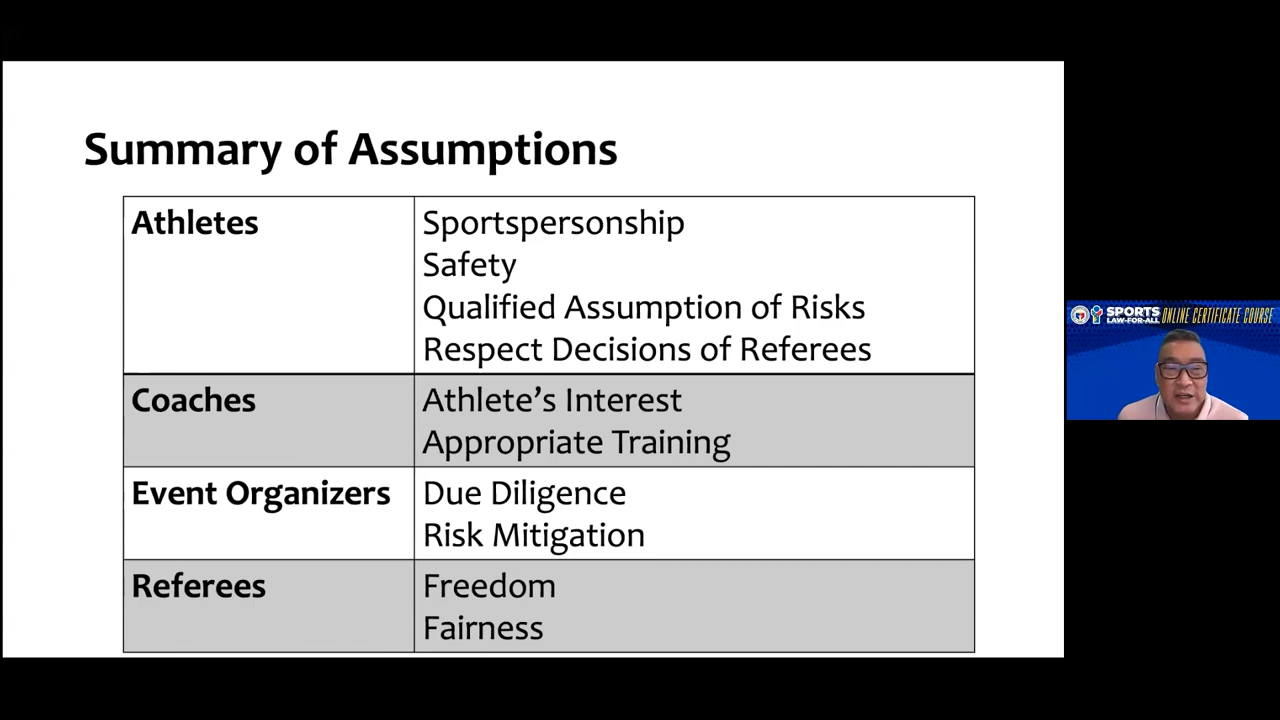 Summary of Assumptions
Athletes
Sportspersonship
Safety
Qualified Assumption of Risks
Respect Decisions of Referees
Coaches
Athlete’s Interest
Appropriate Training
Event Organizers
Due Diligence
Risk Mitigation
Referees
Freedom
Fairness
SPORTS
LAW-FOR-ALL
ONLINE CERTIFICATE COURSE